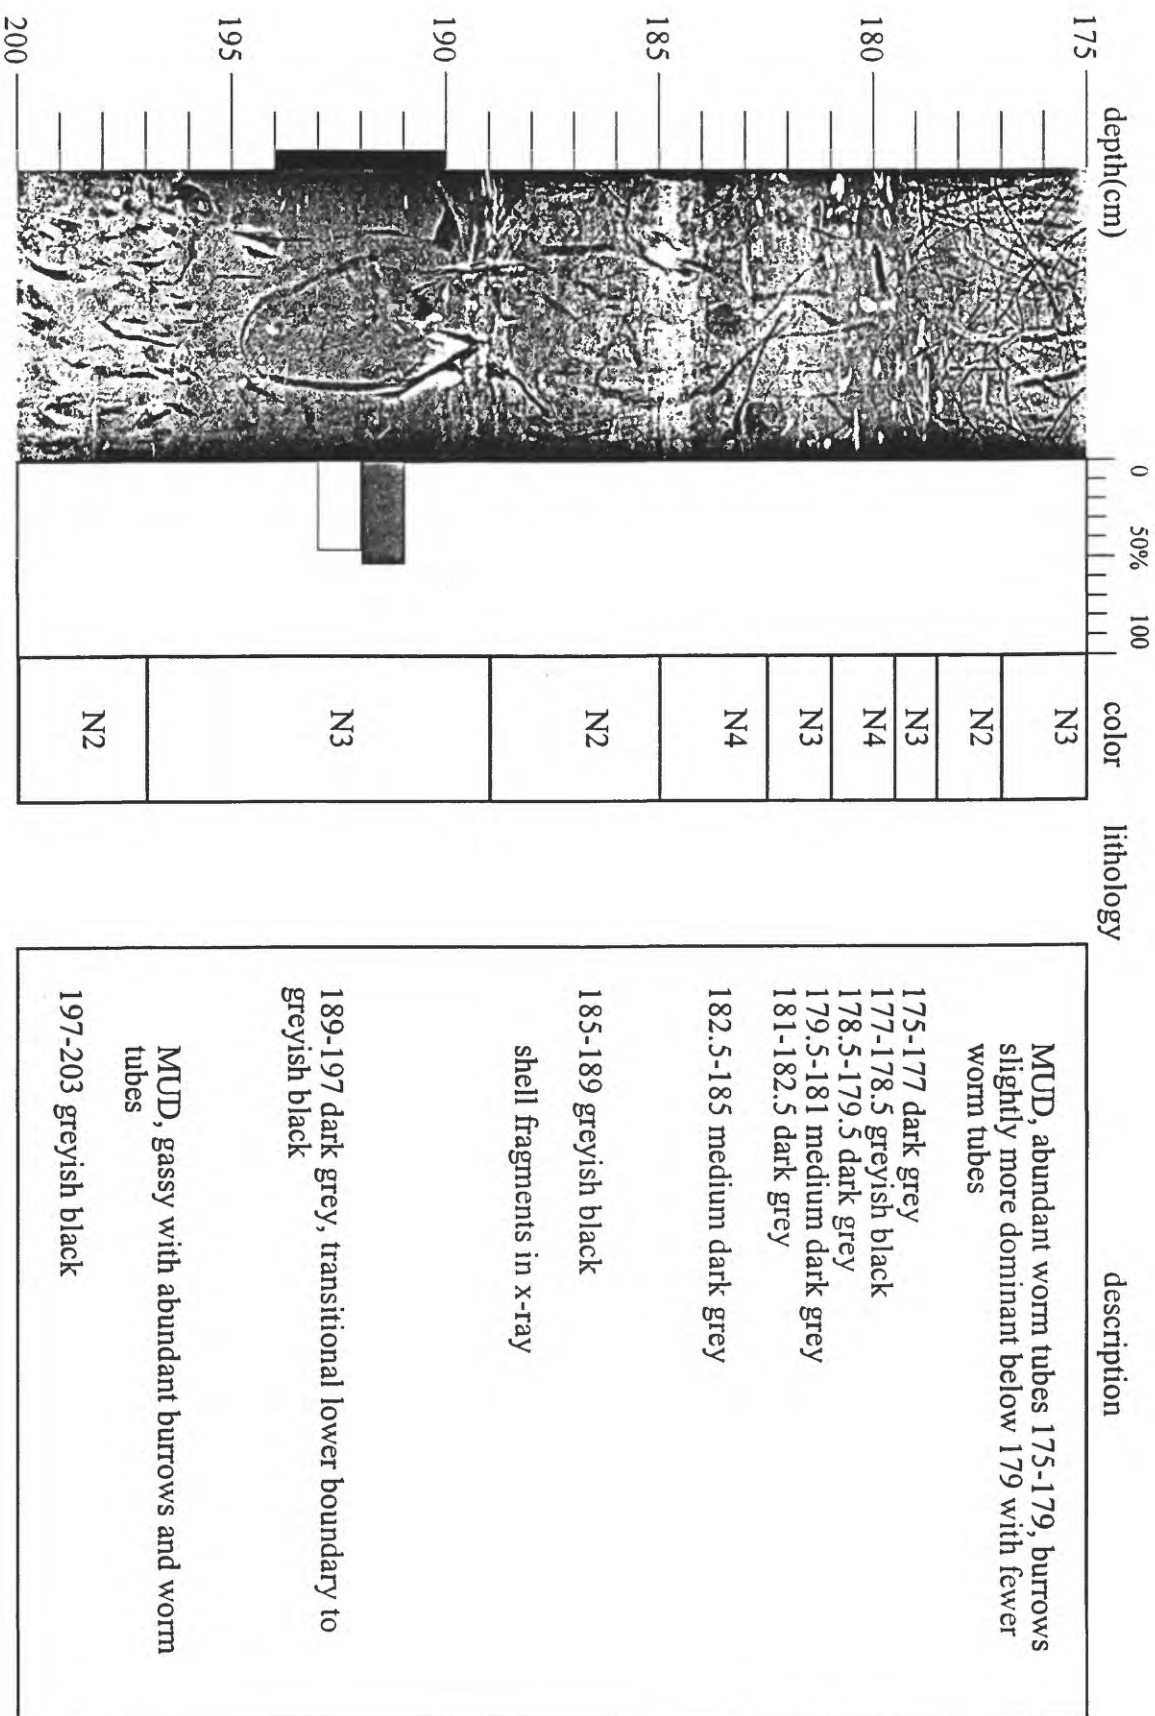 depth(cm)
0
50%
100
color
lithology
description
175
180
185
190
195
200
N3
N2
N3
N4
N3
N4
N2
N3
N2
MUD, abundant worm tubes 175-179, burrows
slightly more dominant below 179 with fewer
worm tubes
175-177 dark grey
177-178.5 greyish black
178.5-179.5 dark grey
179.5-181 medium dark grey
181-182.5 dark grey
182.5-185 medium dark grey
185-189 greyish black
shell fragments in x-ray
189-197 dark grey, transitional lower boundary to
greyish black
MUD, gassy with abundant burrows and worm
tubes
197-203 greyish black